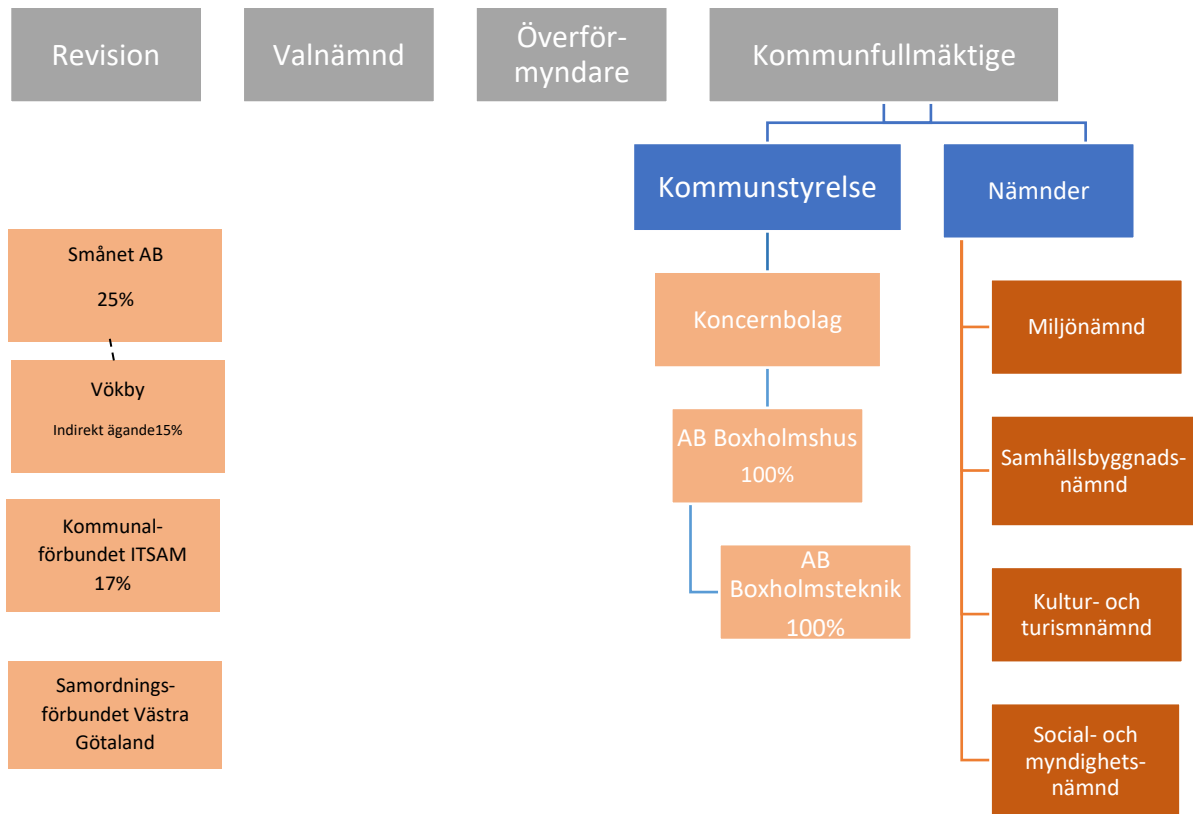 Revision
Valnämnd
Överför-
myndare
Kommunfullmäktige
Kommunstyrelse
Nämnder
Smånet AB
25%
Vökby
Indirekt ägande15%
Kommunal-
förbundet ITSAM
17%
Samordnings-
förbundet Västra
Götaland
Koncernbolag
AB Boxholmshus
100%
AB
Boxholmsteknik
100%
Miljönämnd
Samhällsbyggnads-
nämnd
Kultur- och
turismnämnd
Social- och
myndighets-
nämnd